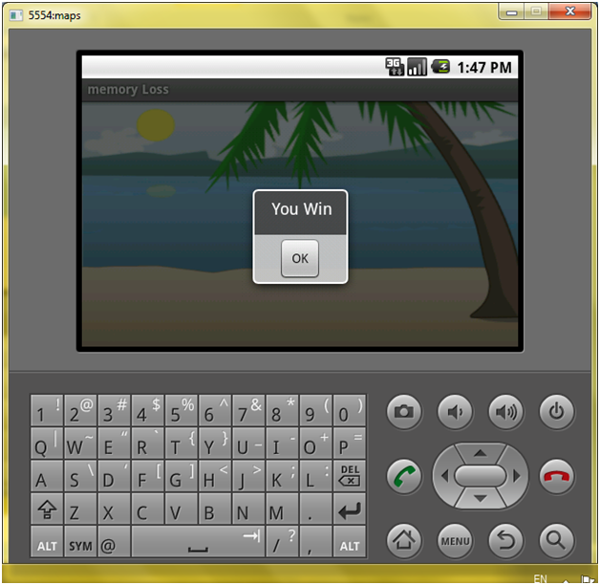 5554:maps
3G 1:47 PM
memory Loss
You Win
OK
1 ! 2 @ 3 # 4 $ 5 % 6 ^ 7 & 8 * 9 ( 0 )
Q | W ~ E “ R ` T { Y } U _ I - O + P =
A S \ D ' F [ G ] H < J > K ; L : DEL
Z X C V B N M .
ALT SYM @ / ? , ALT
MENU
EN